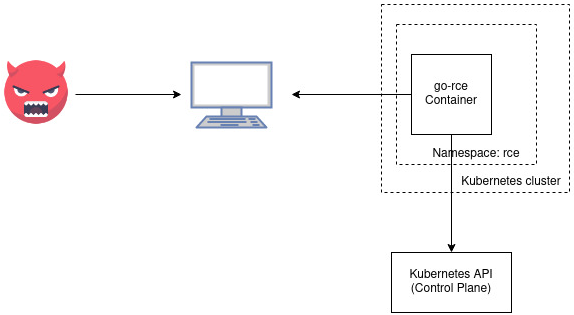 go-rce
Container
Namespace: rce
Kubernetes cluster
Kubernetes API
(Control Plane)